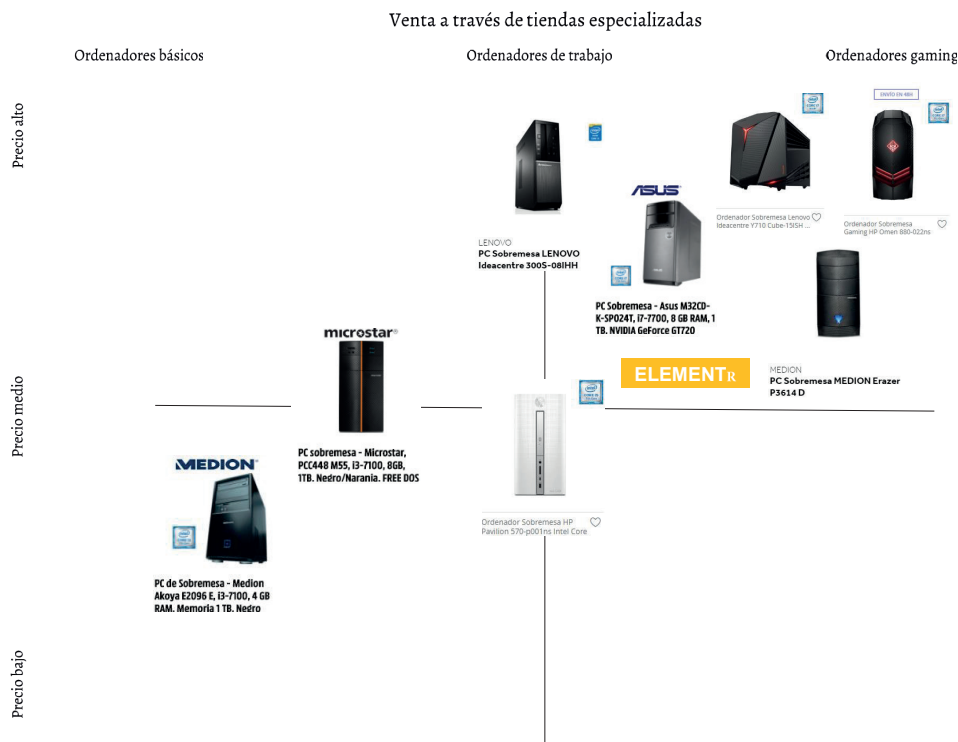 Venta a través de tiendas especializadas
Ordenadores básicos
Ordenadores de trabajo
Ordenadores gaming
Precio alto
Precio medio
Precio bajo
ENVÍO EN 48H
LENOVO
PC Sobremesa LENOVO
Ideacentre 300S-08IHH
ASUS
PC Sobremesa - Asus M32CD-
K-SP024T, i7-7700, 8 GB RAM, 1
TB. NVIDIA GeForce GT720
Ordenador Sobremesa Lenovo
Ideacentre Y710 Cube-15ISH ...
Ordenador Sobremesa
Gaming HP Omen 880-022ns
MEDION
PC Sobremesa MEDION Erazer
P3614 D
ELEMENTR
microstar®
PC sobremesa - Microstar,
PCC448 M55, i3-7100, 8GB,
1TB. Negro/Narania. FREE DOS
MEDION®
PC de Sobremesa - Medion
Akoya E2096 E, i3-7100, 4 GB
RAM. Memoria 1 TB. Negro
Ordenador Sobremesa HP
Pavilion 570-p001ns Intel Core